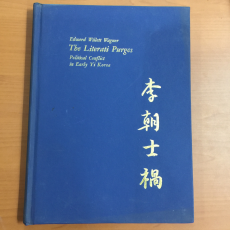 Edward Willett Wagner
The Literati Purges
Political Conflict
in Early Yi Korea
李朝士禍